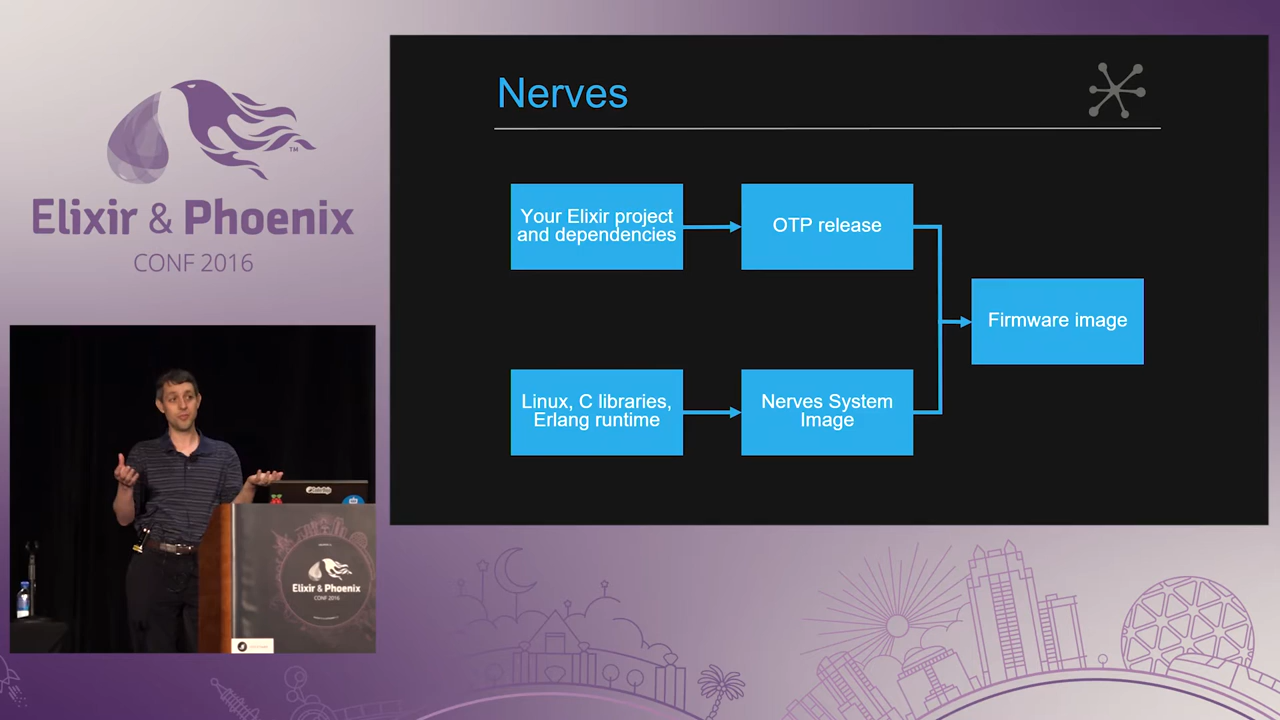 Elixir & Phoenix
TM
CONF 2016
Nerves
Your Elixir project
and dependencies
OTP release
Firmware image
Linux, C libraries,
Erlang runtime
Nerves System
Image
Elixir & Phoenix
CONF 2016